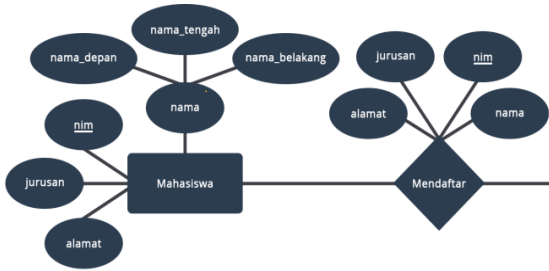 nama_tengah
nama_depan
nama_belakang
nama
nim
jurusan
alamat
Mahasiswa
jurusan
nim
alamat
nama
Mendaftar